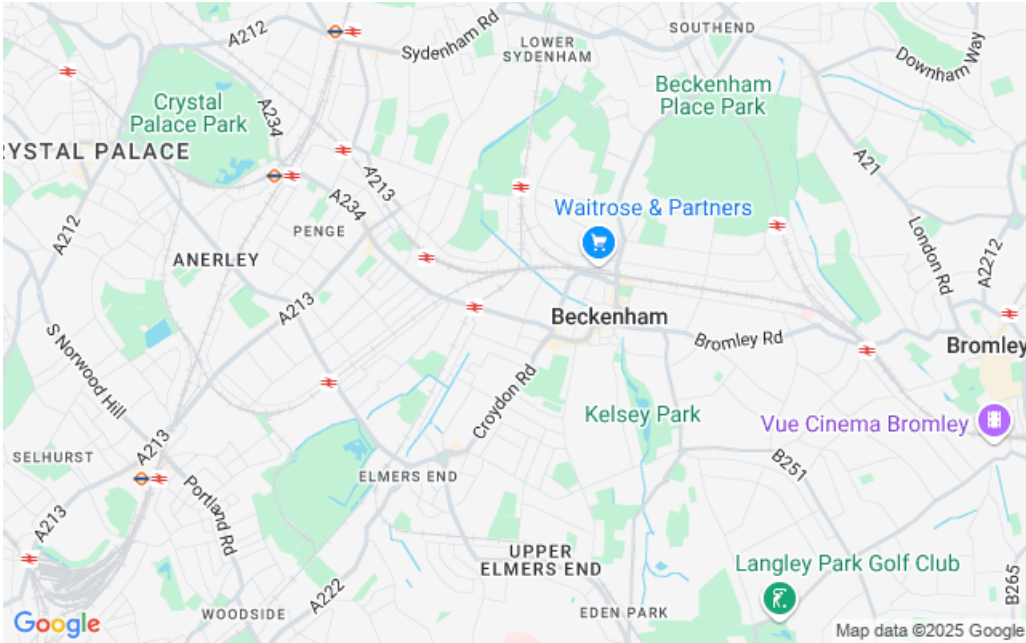 A212
Sydenham Rd
LOWER
SYDENHAM
SOUTHEND
Downham Way
Crystal
Palace Park
A234
Beckenham
Place Park
RYSTAL PALACE
A213
A21
A234
Waitrose & Partners
A212
PENGE
London Rd
A2212
ANERLEY
A213
Beckenham
S Norwood Hill
Bromley Rd
Bromley
Croydon Rd
Kelsey Park
Vue Cinema Bromley
A213
SELHURST
ELMERS END
B251
Portland Rd
A213
UPPER
ELMERS END
Langley Park Golf Club
A222
B265
WOODSIDE
EDEN PARK
Google
Map data ©2025 Google